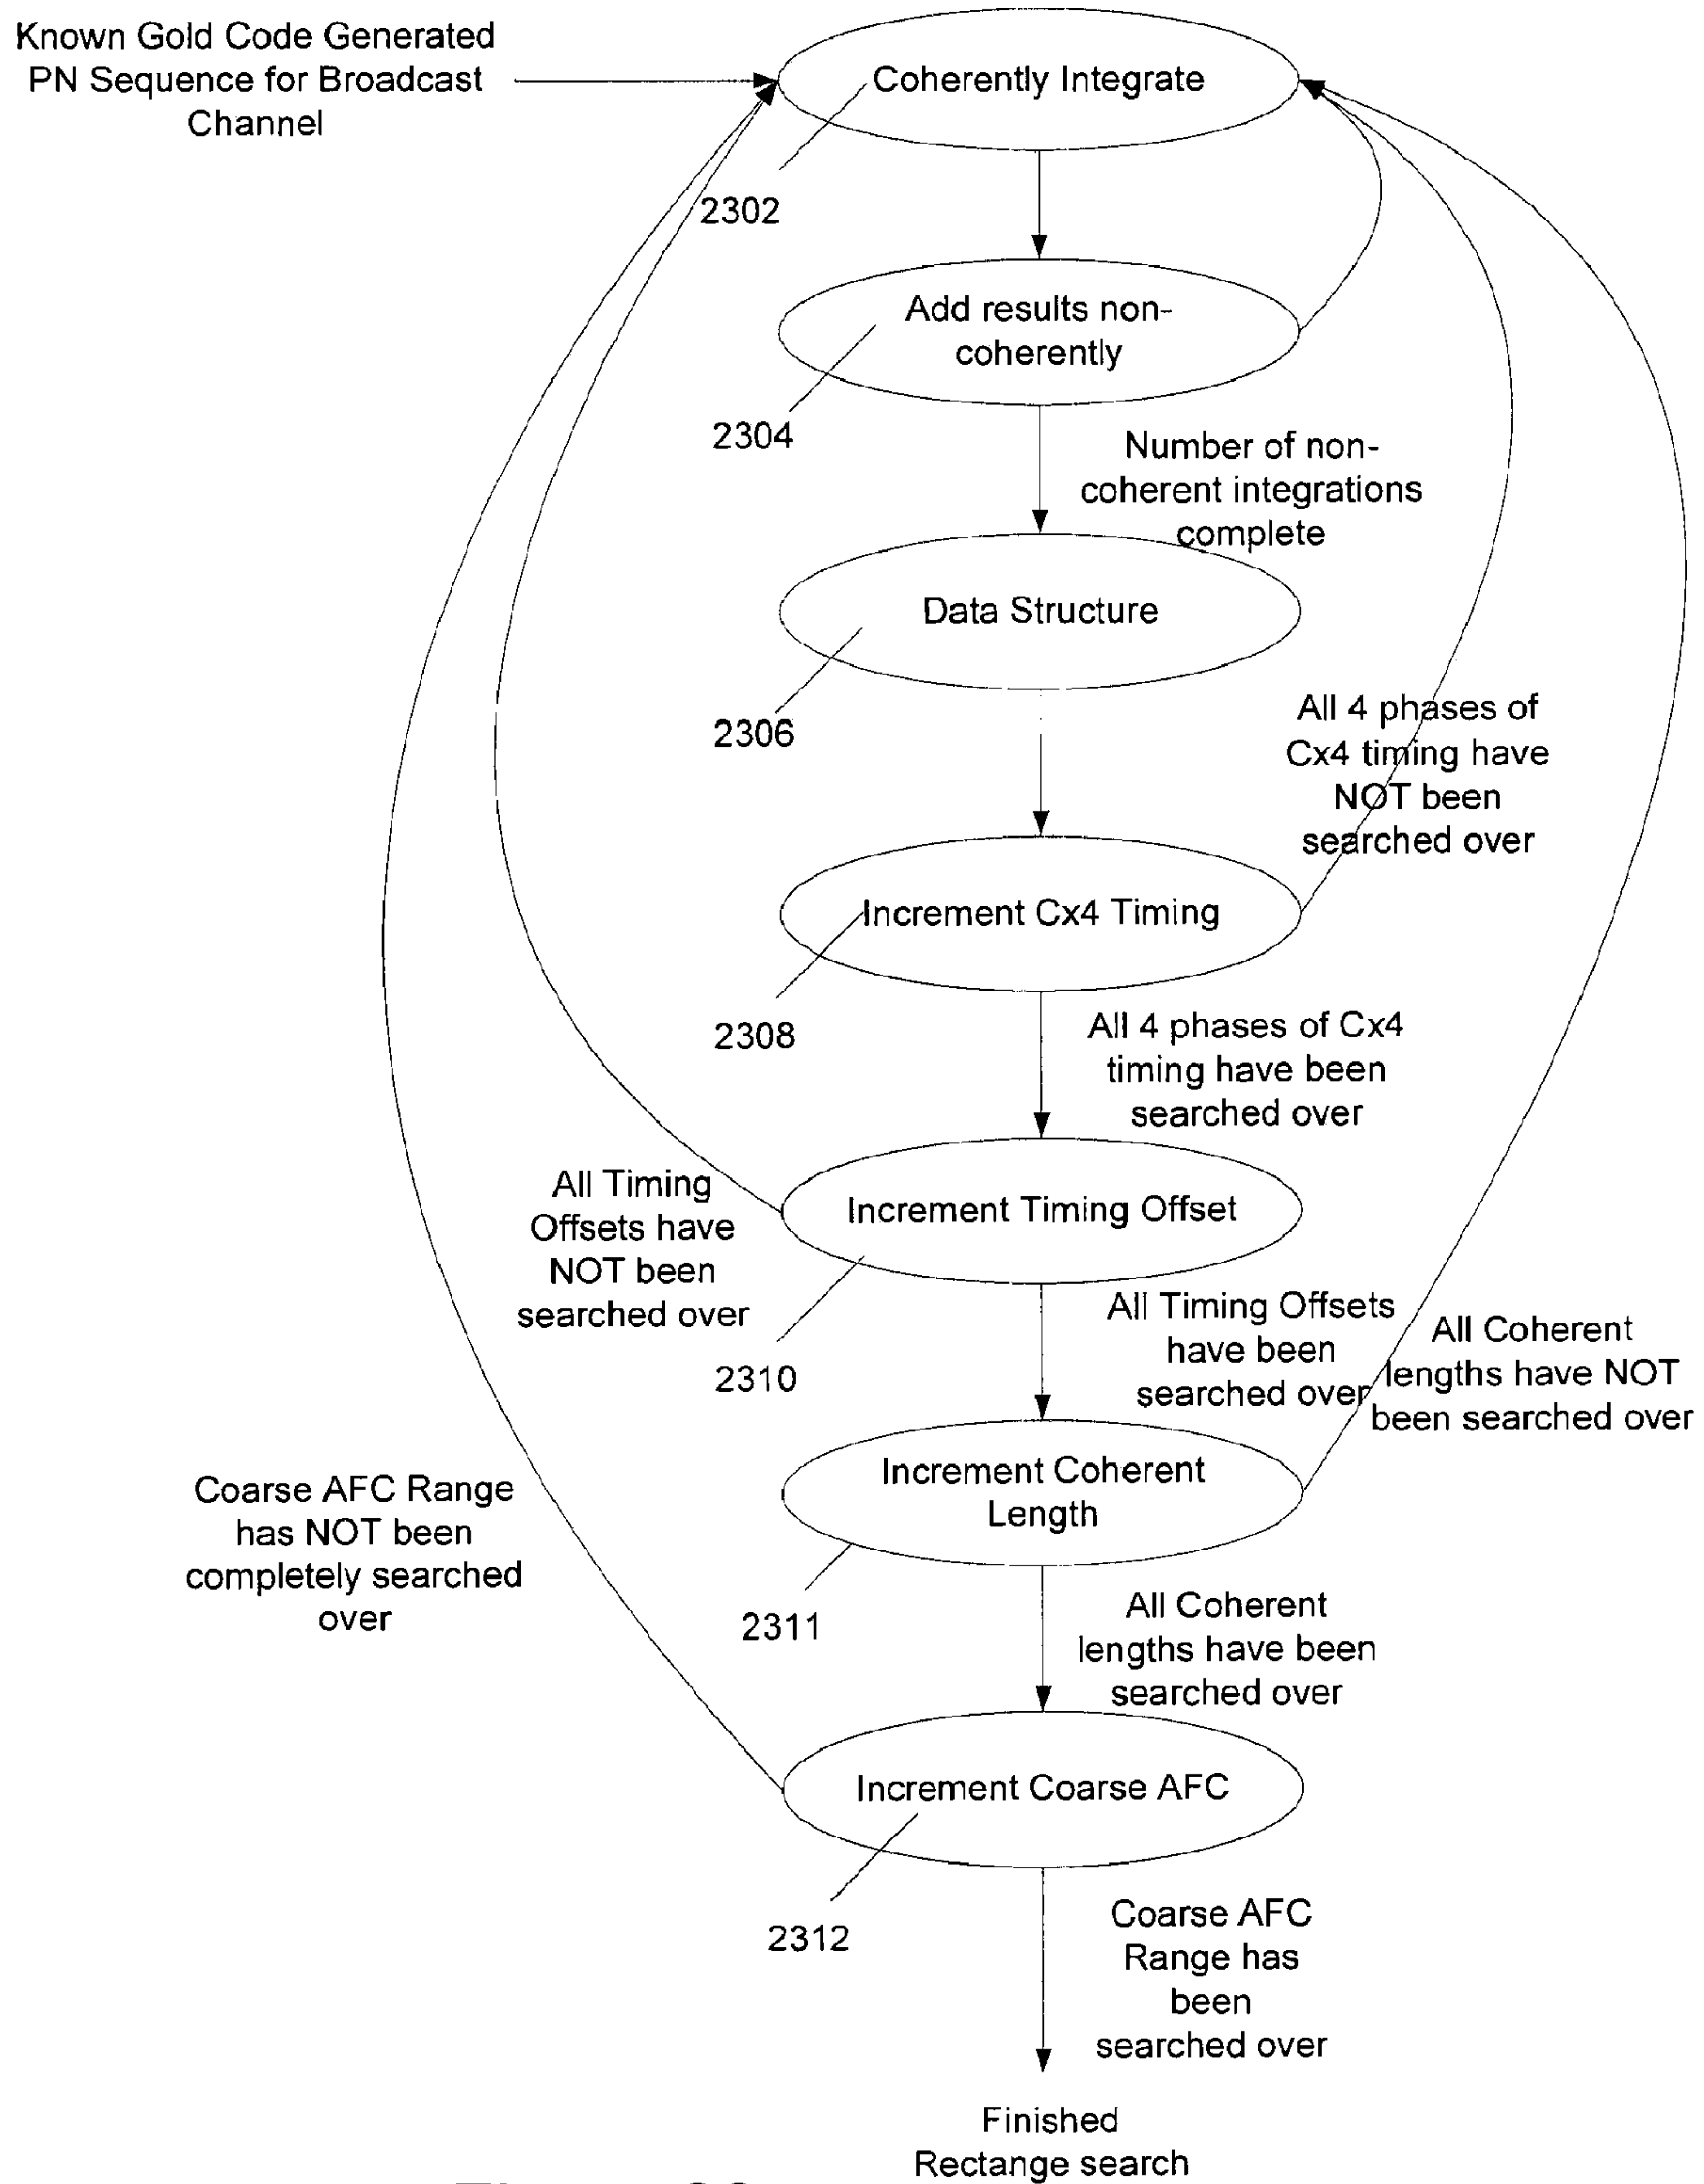 Known Gold Code Generated
PN Sequence for Broadcast
Channel
Coherently Integrate
2302
Add results non-
coherently
2304
Number of non-
coherent integrations
complete
Data Structure
2306
All 4 phases of
Cx4 timing have
NOT been
searched over
Increment Cx4 Timing
2308
All 4 phases of Cx4
timing have been
searched over
All Timing
Offsets have
NOT been
searched over
Increment Timing Offset
2310
All Timing Offsets
have been
searched over
All Coherent
lengths have NOT
been searched over
Increment Coherent
Length
2311
Coarse AFC Range
has NOT been
completely searched
over
All Coherent
lengths have been
searched over
Increment Coarse AFC
2312
Coarse AFC
Range has
been
searched over
Finished
Rectange search